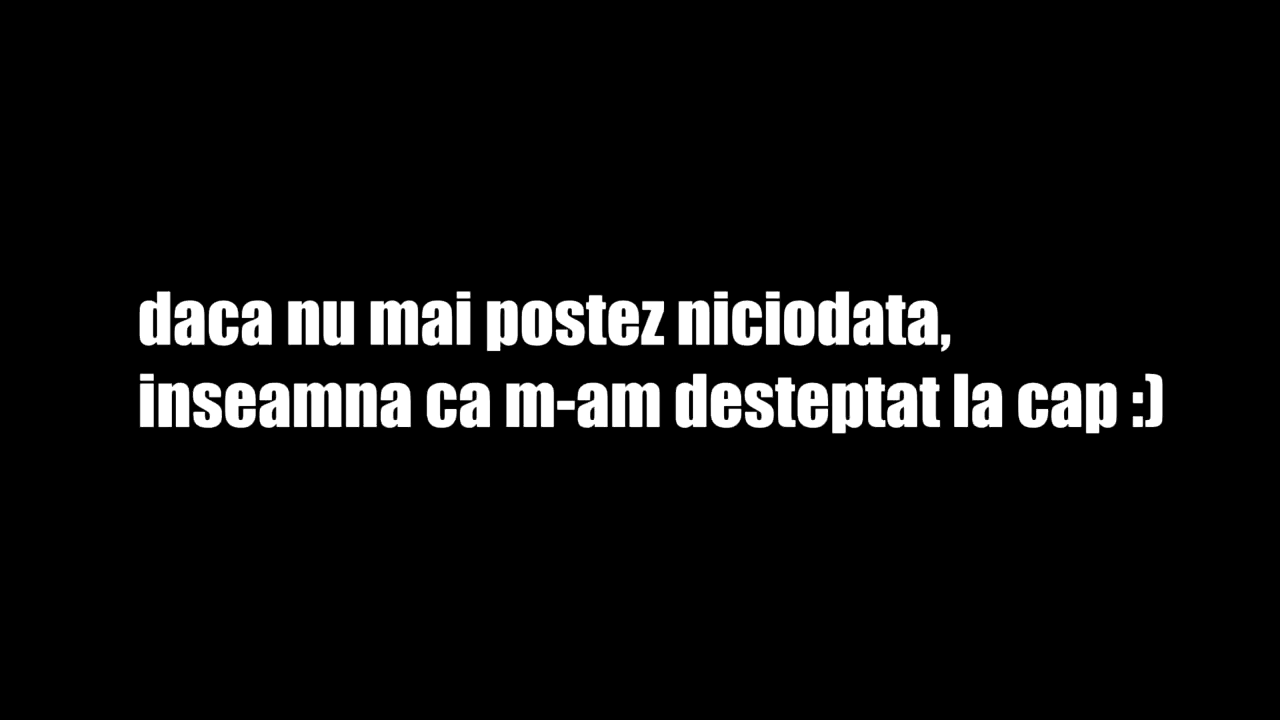 daca nu mai postez niciodata,
inseamna ca m-am desteptat la cap :)